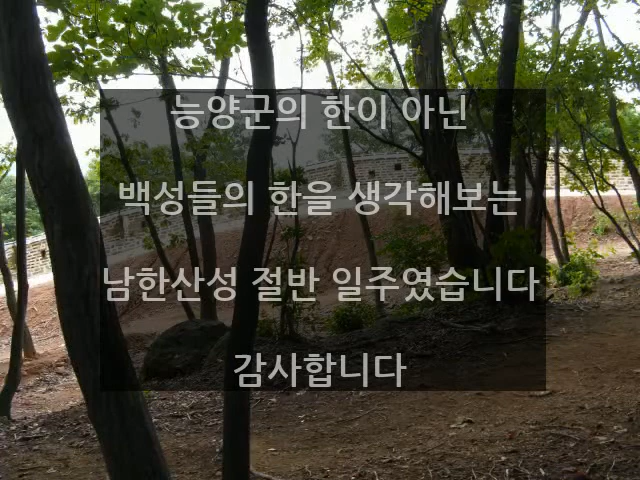 능양군의 한이 아닌
백성들의 한을 생각해보는
남한산성 절반 일주였습니다
감사합니다